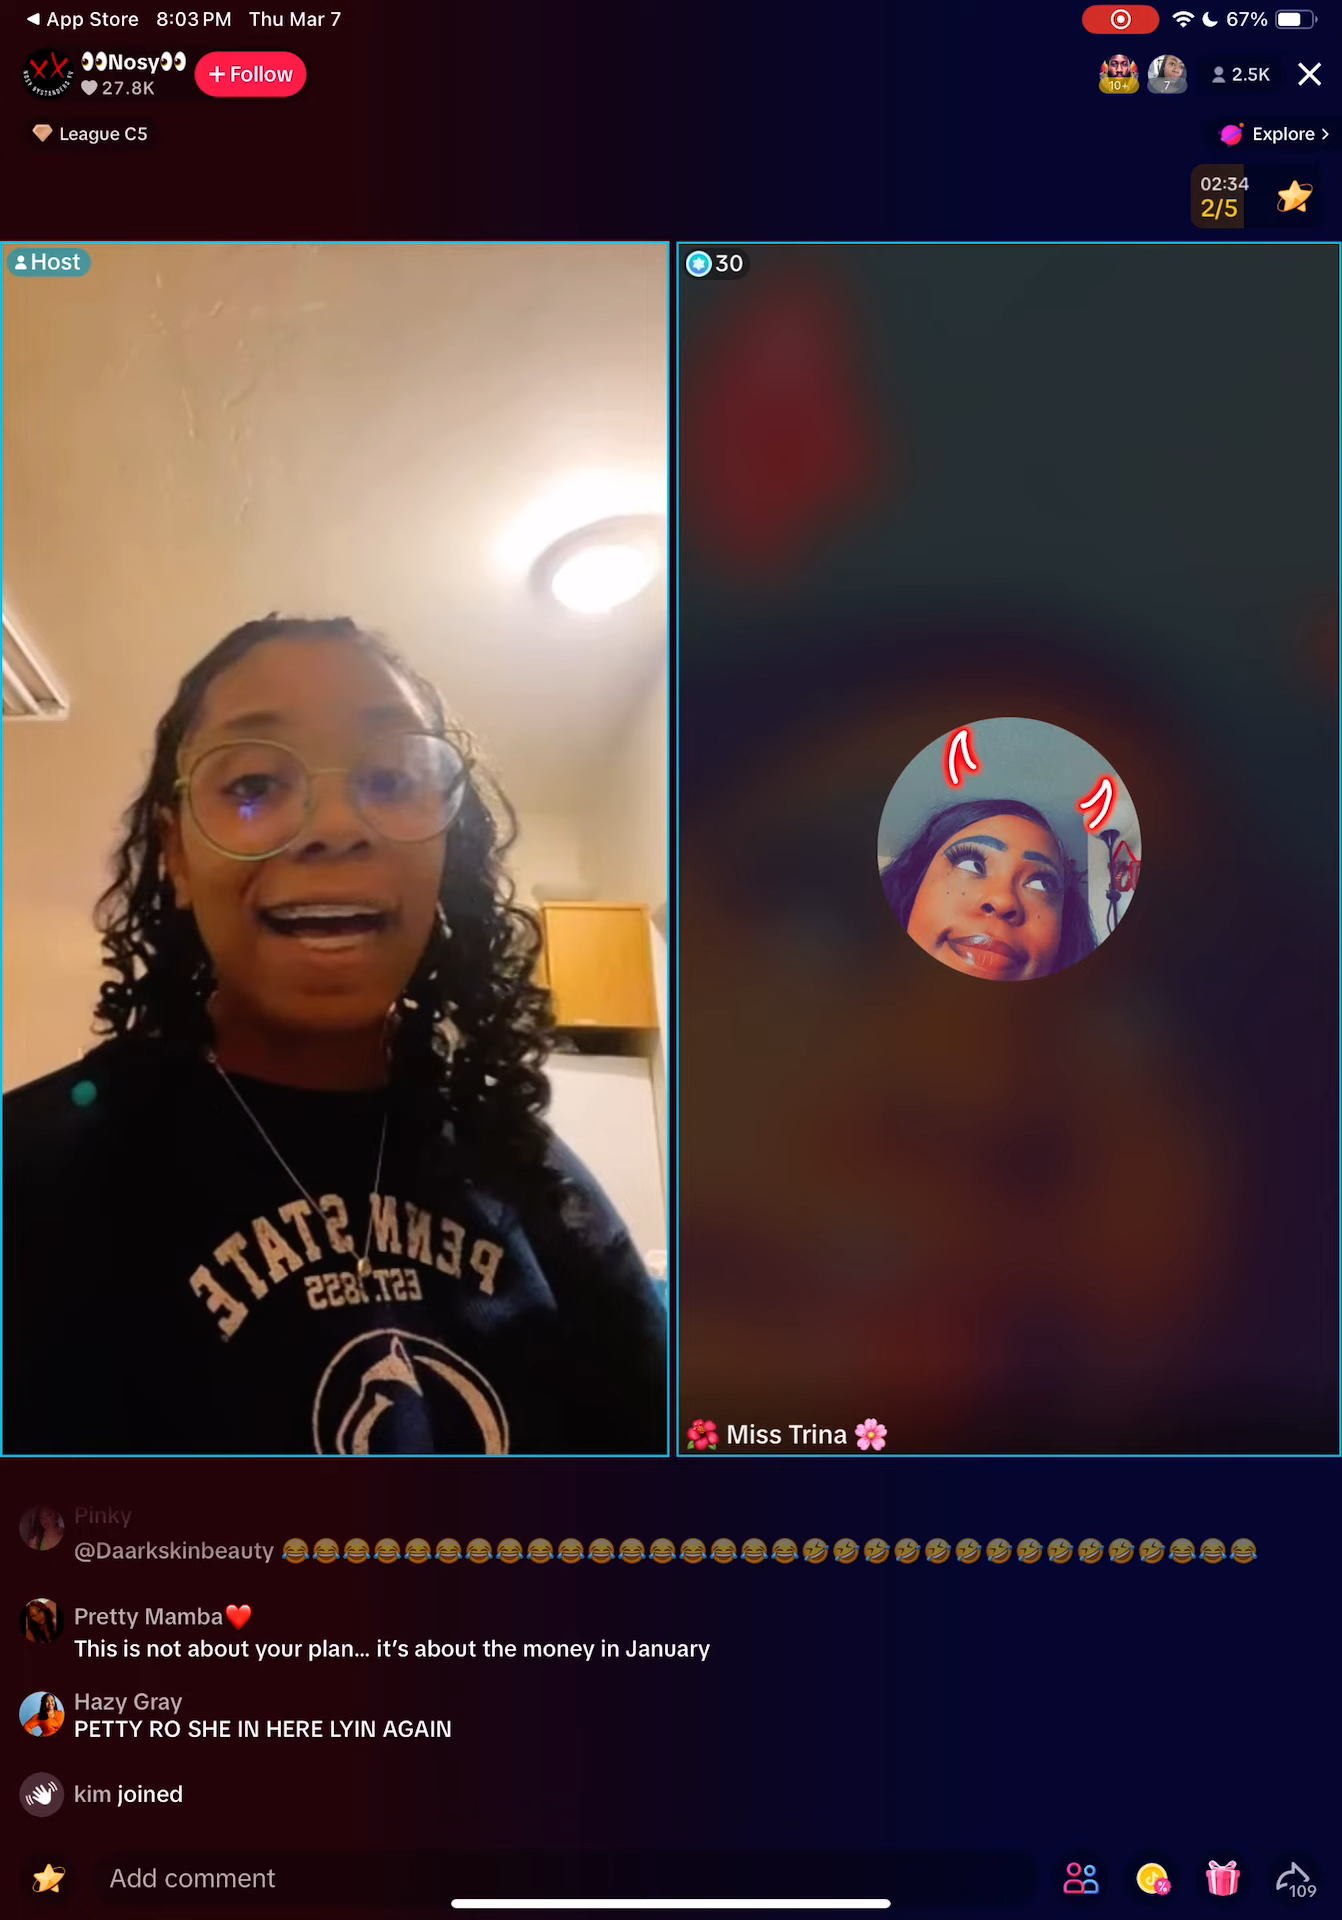 App Store 8:03 PM Thu Mar 7
67%
👀Nosy👀
27.8K
+ Follow
10+
7
2.5K
League C5
Explore >
02:34
2/5
Host
30
PENN STATE
EST. 1855
🌺 Miss Trina 🌸
Pinky
@Daarkskinbeauty 😂😂😂😂😂😂😂😂😂😂😂😂😂😂😂😂😂🤣🤣🤣🤣🤣🤣🤣🤣🤣🤣🤣🤣😂😂😂
Pretty Mamba❤️
This is not about your plan... it's about the money in January
Hazy Gray
PETTY RO SHE IN HERE LYIN AGAIN
kim joined
Add comment
109